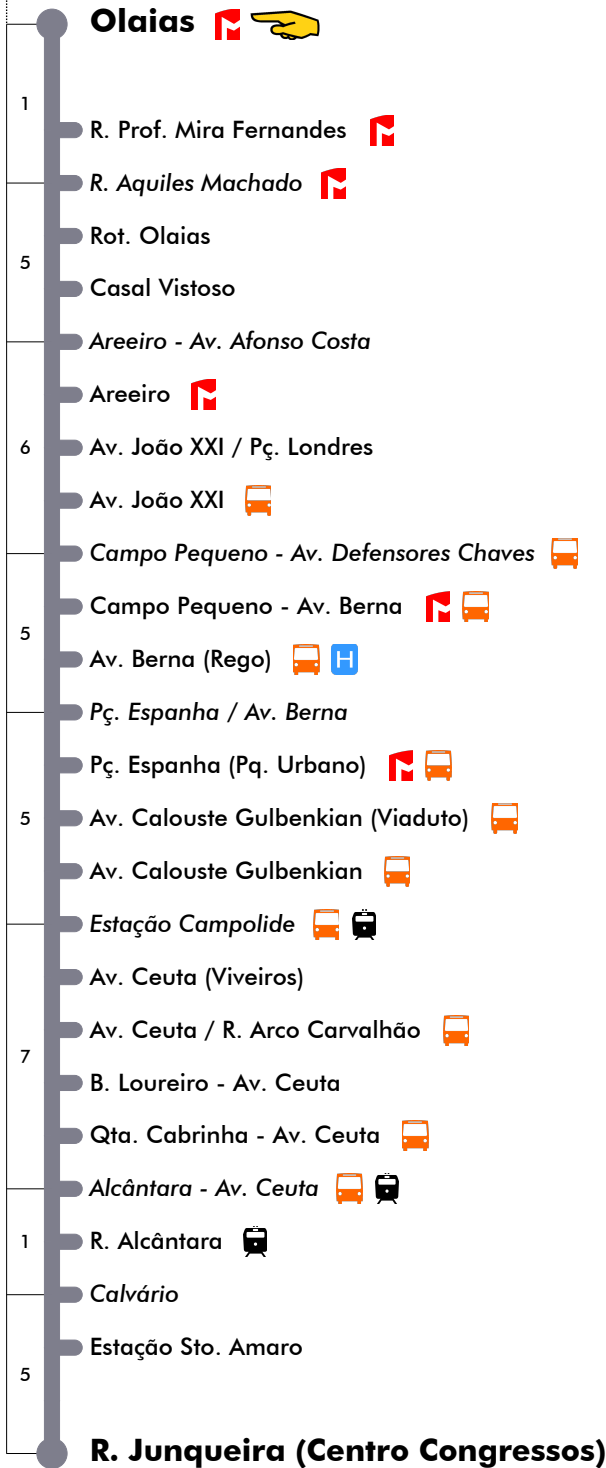 Olaias
1
R. Prof. Mira Fernandes
R. Aquiles Machado
Rot. Olaias
5
Casal Vistoso
Areeiro - Av. Afonso Costa
Areeiro
6
Av. João XXI / Pç. Londres
Av. João XXI
Campo Pequeno - Av. Defensores Chaves
Campo Pequeno - Av. Berna
5
Av. Berna (Rego)
H
Pç. Espanha / Av. Berna
Pç. Espanha (Pq. Urbano)
5
Av. Calouste Gulbenkian (Viaduto)
Av. Calouste Gulbenkian
Estação Campolide
Av. Ceuta (Viveiros)
Av. Ceuta / R. Arco Carvalhão
7
B. Loureiro - Av. Ceuta
Qta. Cabrinha - Av. Ceuta
Alcântara - Av. Ceuta
1
R. Alcântara
Calvário
Estação Sto. Amaro
5
R. Junqueira (Centro Congressos)